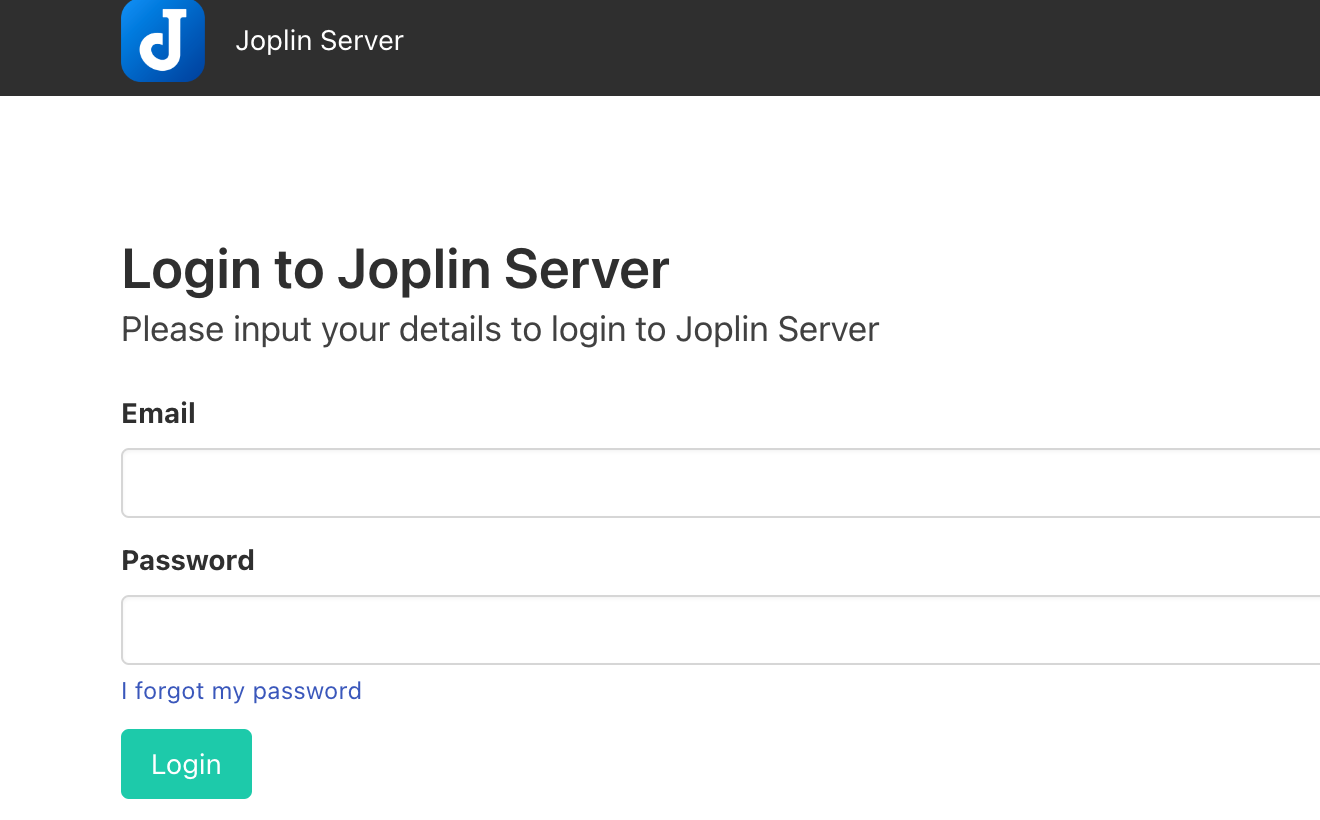 Joplin Server
Login to Joplin Server
Please input your details to login to Joplin Server
Email
Password
I forgot my password
Login